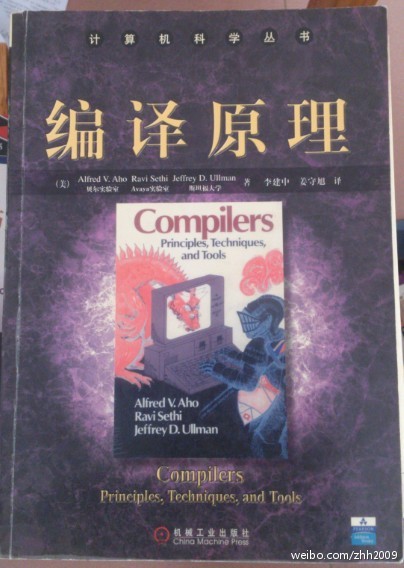 计算机科学丛书
编译原理
(美) Alfred V. Aho Ravi Sethi Jeffrey D. Ullman 著 李建中 姜守旭 译
贝尔实验室 Avaya实验室 斯坦福大学
Compilers
Principles, Techniques,
and Tools
Alfred V. Aho
Ravi Sethi
Jeffrey D. Ullman
Compilers
Principles, Techniques, and Tools
机械工业出版社
China Machine Press
weibo.com/zhh2009